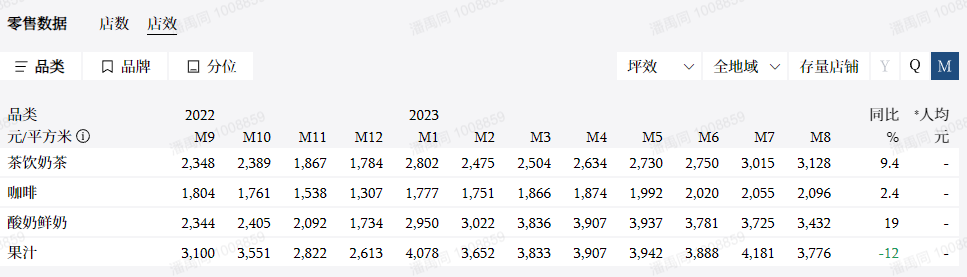 零售数据 店数 店效
品类 品牌 分位 坪效 全地域 存量店铺 Y Q M
品类 2022 2023 同比 *人均
元/平方米 M9 M10 M11 M12 M1 M2 M3 M4 M5 M6 M7 M8 % 元
茶饮奶茶 2,348 2,389 1,867 1,784 2,802 2,475 2,504 2,634 2,730 2,750 3,015 3,128 9.4 -
咖啡 1,804 1,761 1,538 1,307 1,777 1,751 1,866 1,874 1,992 2,020 2,055 2,096 2.4 -
酸奶鲜奶 2,344 2,405 2,092 1,734 2,950 3,022 3,836 3,907 3,937 3,781 3,725 3,432 19 -
果汁 3,100 3,551 2,822 2,613 4,078 3,652 3,833 3,907 3,942 3,888 4,181 3,776 -12 -
潘禹同 1008859